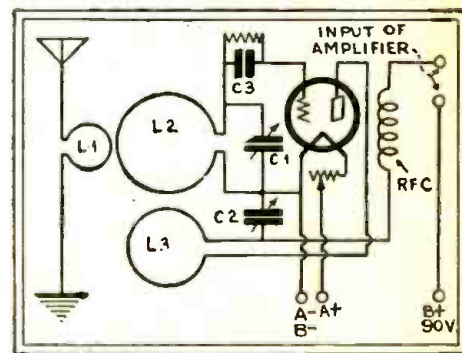 INPUT OF
AMPLIFIER
C3
L1
L2
C1
C2
RFC
L3
A- A+
B-
B+
90V.